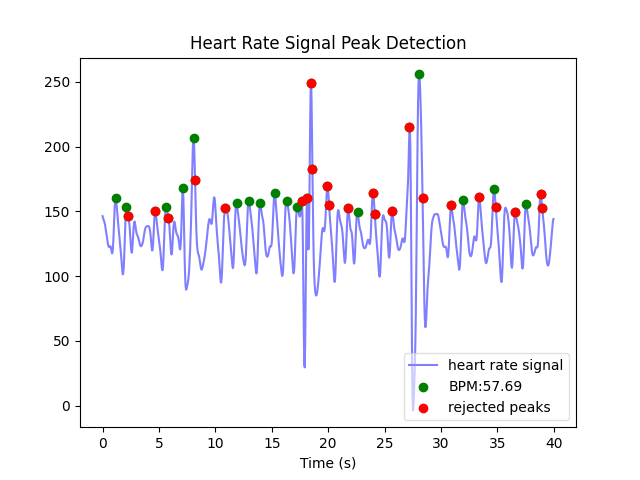 Heart Rate Signal Peak Detection
250
200
150
100
50
0
heart rate signal
BPM:57.69
rejected peaks
0 5 10 15 20 25 30 35 40
Time (s)